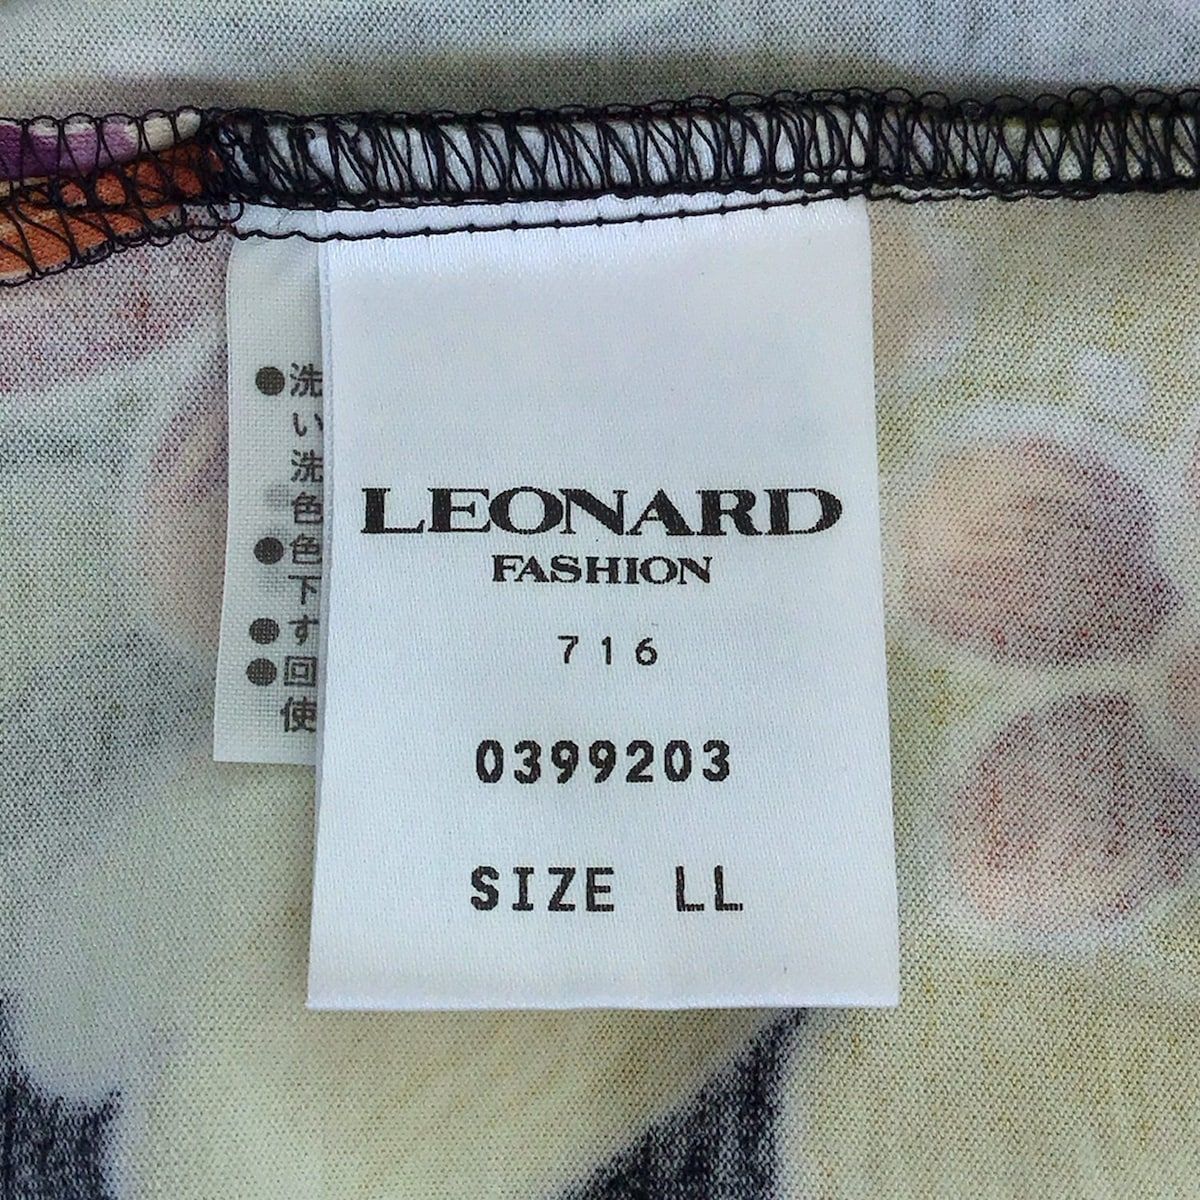 LEONARD
FASHION
716
0399203
SIZE LL
●洗
い
洗
色
●色
下
●す
●回
使